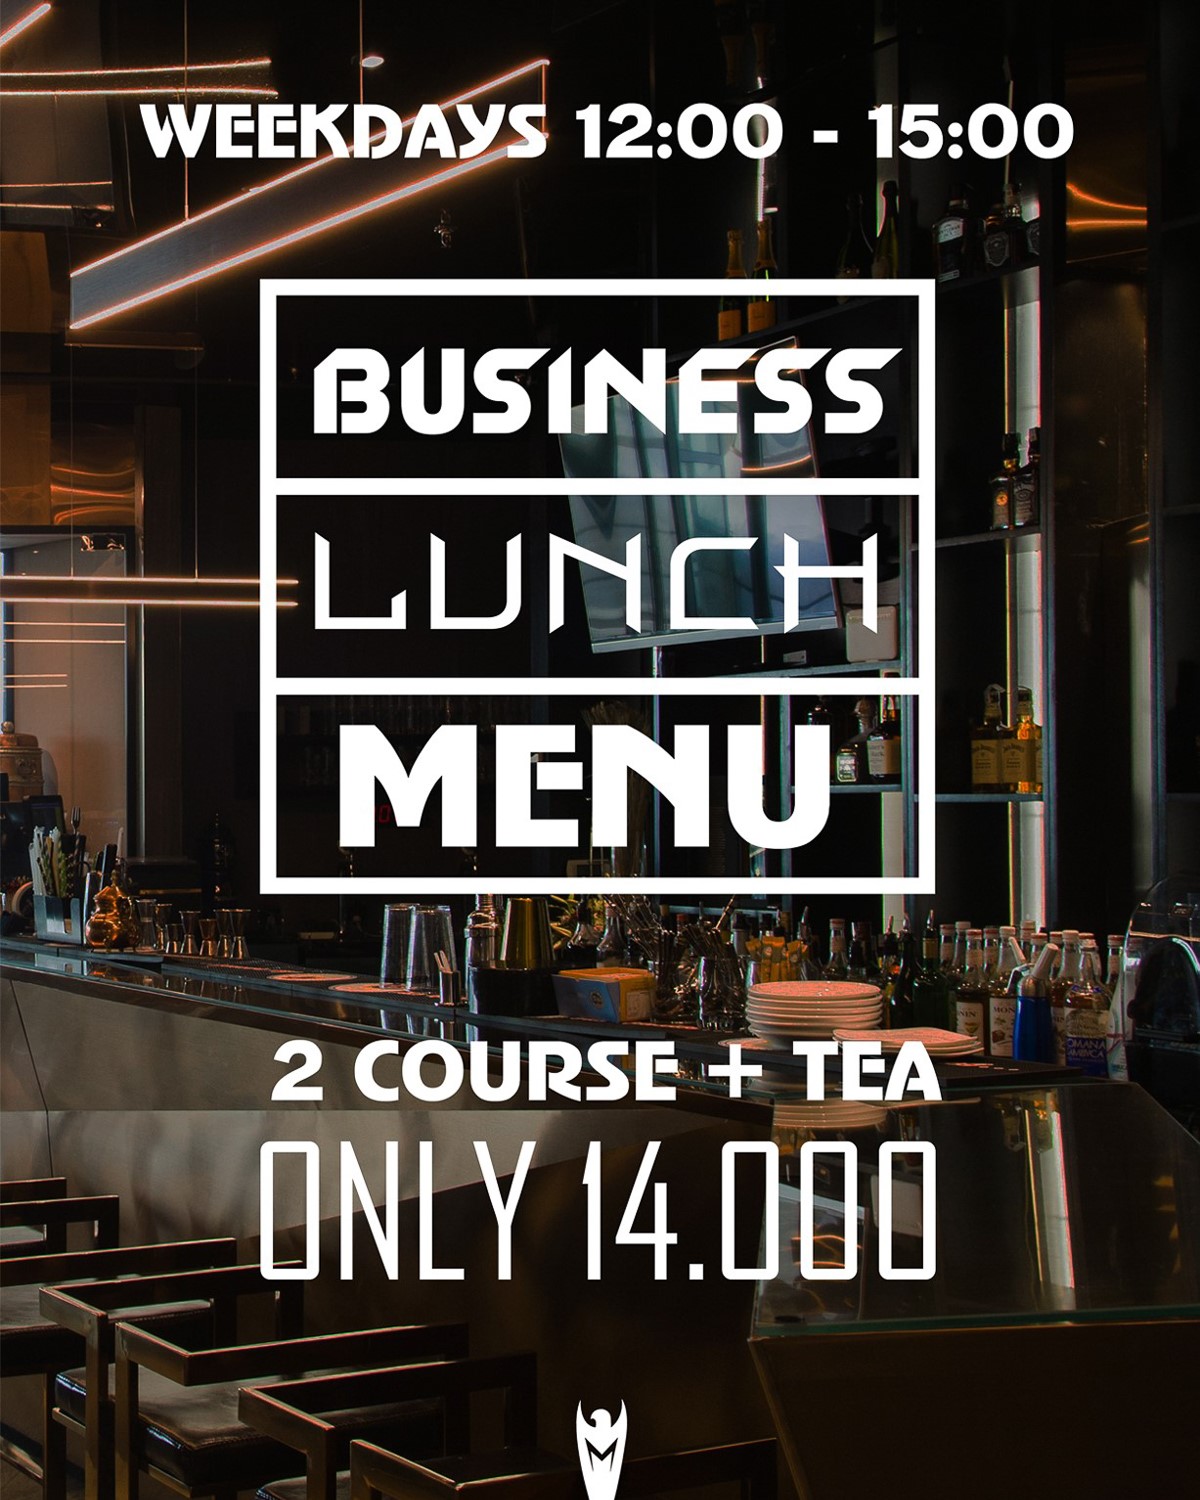 WEEKDAYS 12:00 - 15:00
BUSINESS
LUNCH
MENU
2 COURSE + TEA
ONLY 14.000